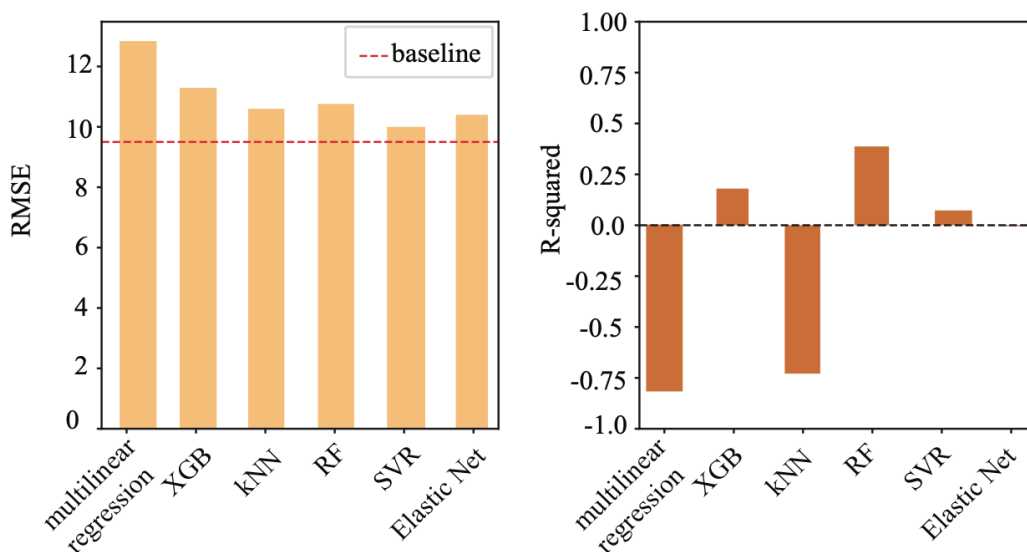 RMSE
12
10
8
6
4
2
0
baseline
multilinear
regression
XGB
kNN
RF
SVR
Elastic Net
R-squared
1.00
0.75
0.5
0.25
0.0
-0.25
-0.5
-0.75
-1.0
multilinear
regression
XGB
kNN
RF
SVR
Elastic Net